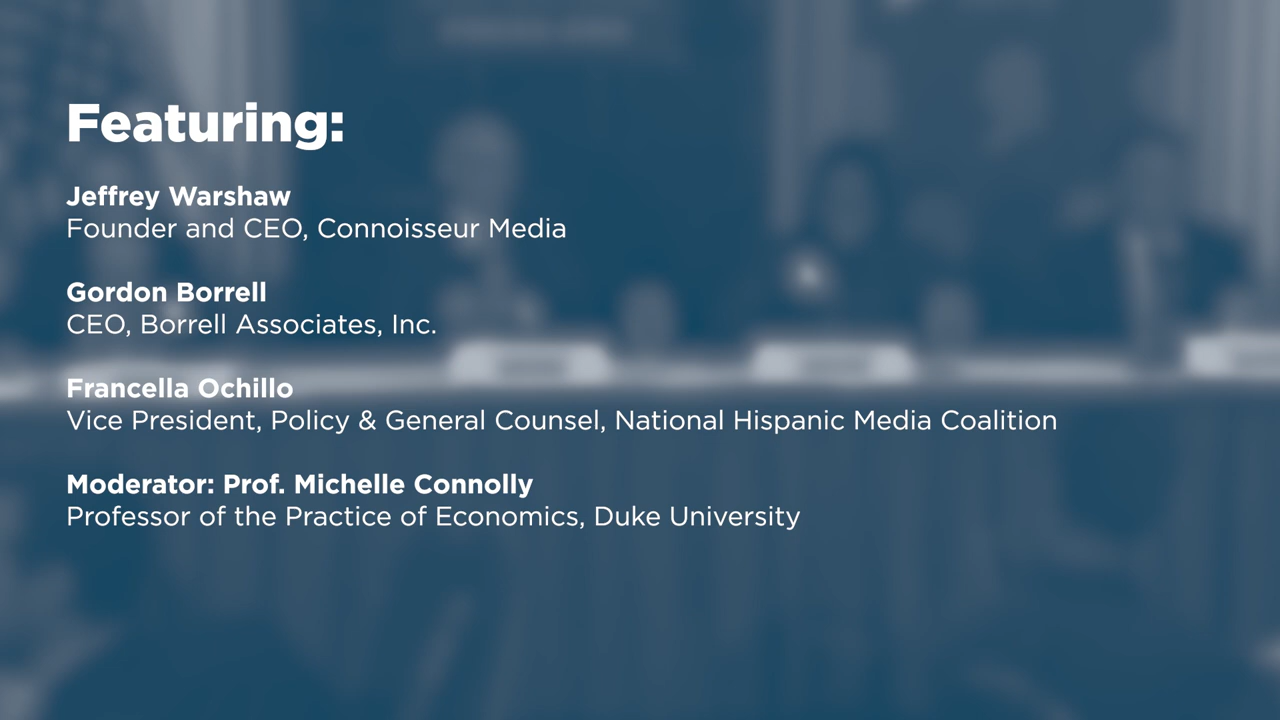 Featuring:
Jeffrey Warshaw
Founder and CEO, Connoisseur Media
Gordon Borrell
CEO, Borrell Associates, Inc.
Francella Ochillo
Vice President, Policy & General Counsel, National Hispanic Media Coalition
Moderator: Prof. Michelle Connolly
Professor of the Practice of Economics, Duke University